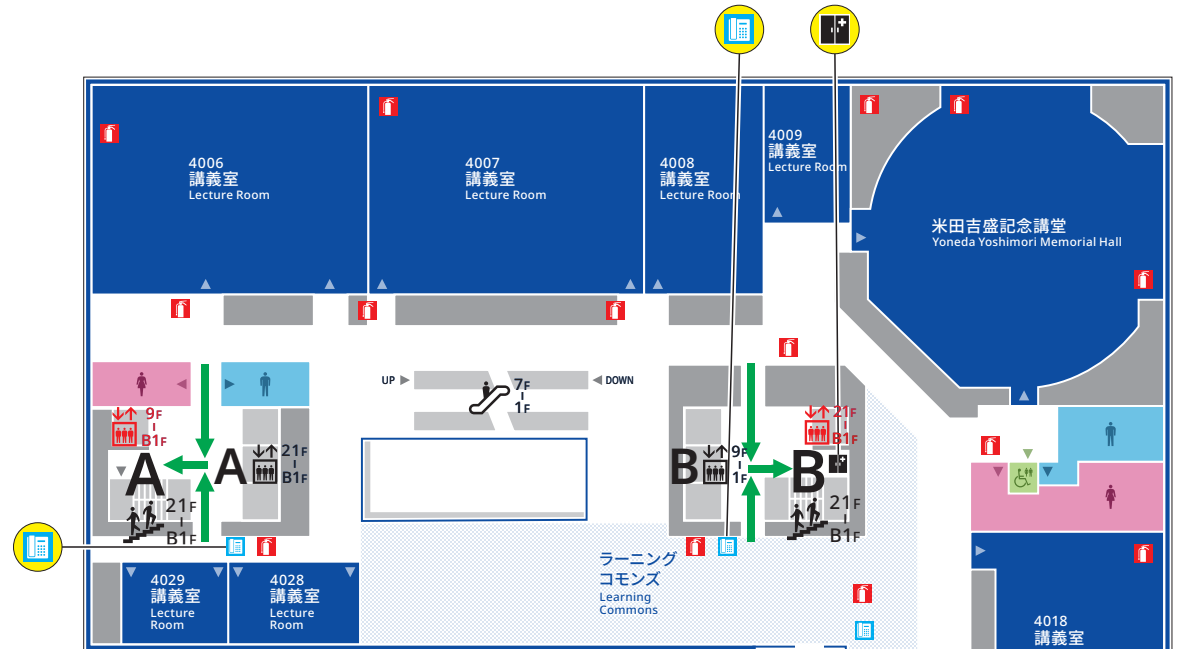 4006
講義室
Lecture Room
4007
講義室
Lecture Room
4008
講義室
Lecture Room
4009
講義室
Lecture Room
米田吉盛記念講堂
Yoneda Yoshimori Memorial Hall
UP
DOWN
7F
1F
9F
B1F
A
A
21F
B1F
21F
B1F
B
9F
1F
21F
B1F
B
21F
B1F
ラーニング
コモンズ
Learning
Commons
4029
講義室
Lecture
Room
4028
講義室
Lecture
Room
4018
講義室